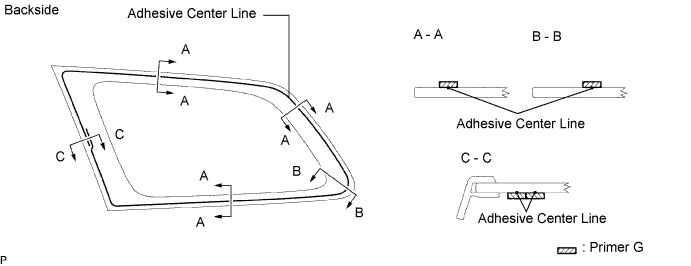 Backside
Adhesive Center Line
A
A
A
A
A
A
B
B
C
C
A - A
B - B
Adhesive Center Line
C - C
Adhesive Center Line
: Primer G
P